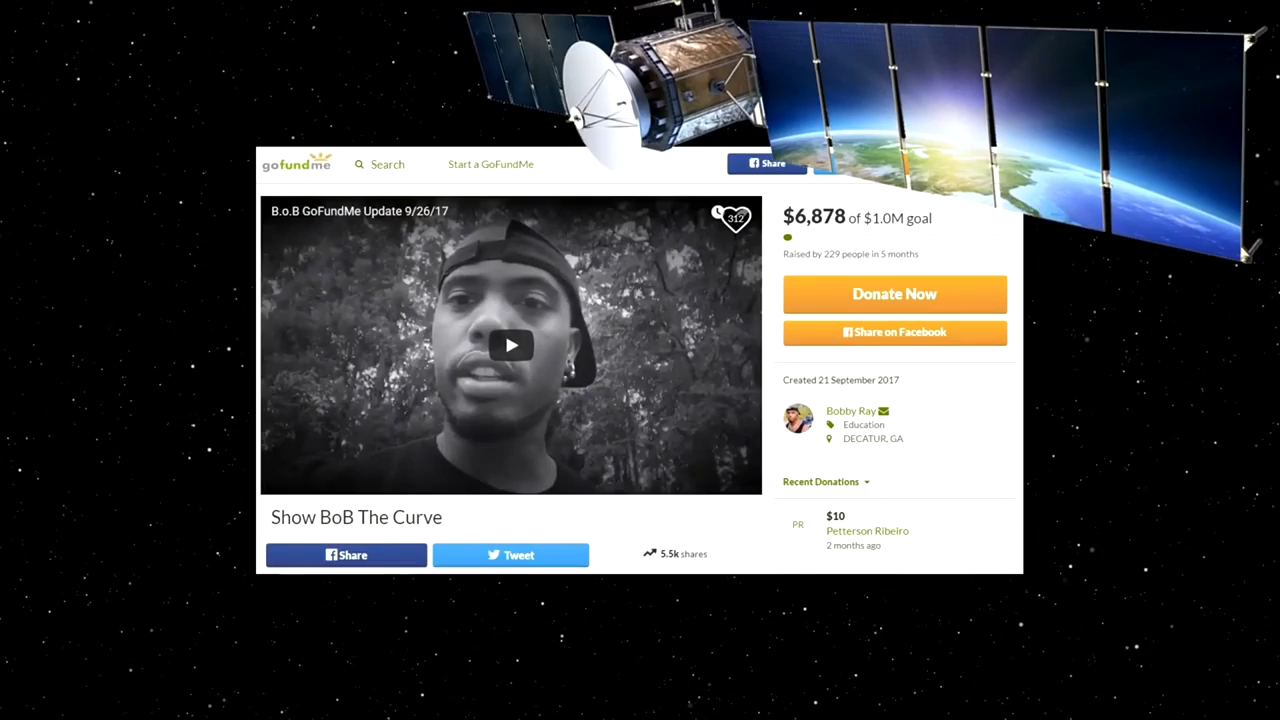 gofundme
Search
Start a GoFundMe
Share
B.o.B GoFundMe Update 9/26/17
312
$6,878 of $1.0M goal
Raised by 229 people in 5 months
Donate Now
Share on Facebook
Created 21 September 2017
Bobby Ray
Education
DECATUR, GA
Recent Donations
PR
$10
Petterson Ribeiro
2 months ago
Show BoB The Curve
Share
Tweet
5.5k shares